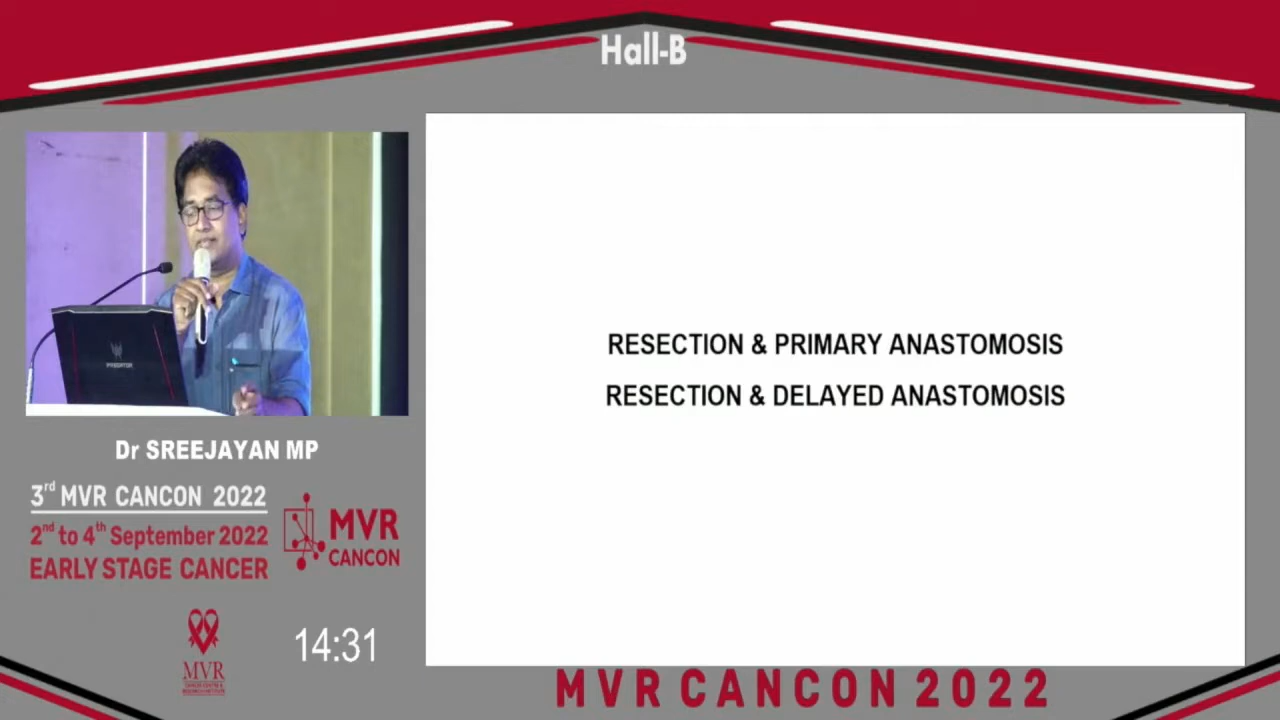 Hall-B
PREDATOR
RESECTION & PRIMARY ANASTOMOSIS
RESECTION & DELAYED ANASTOMOSIS
Dr SREEJAYAN MP
3rd MVR CANCON 2022
2nd to 4th September 2022
EARLY STAGE CANCER
MVR
CANCON
MVR
14:31
MVR CANCON 2022